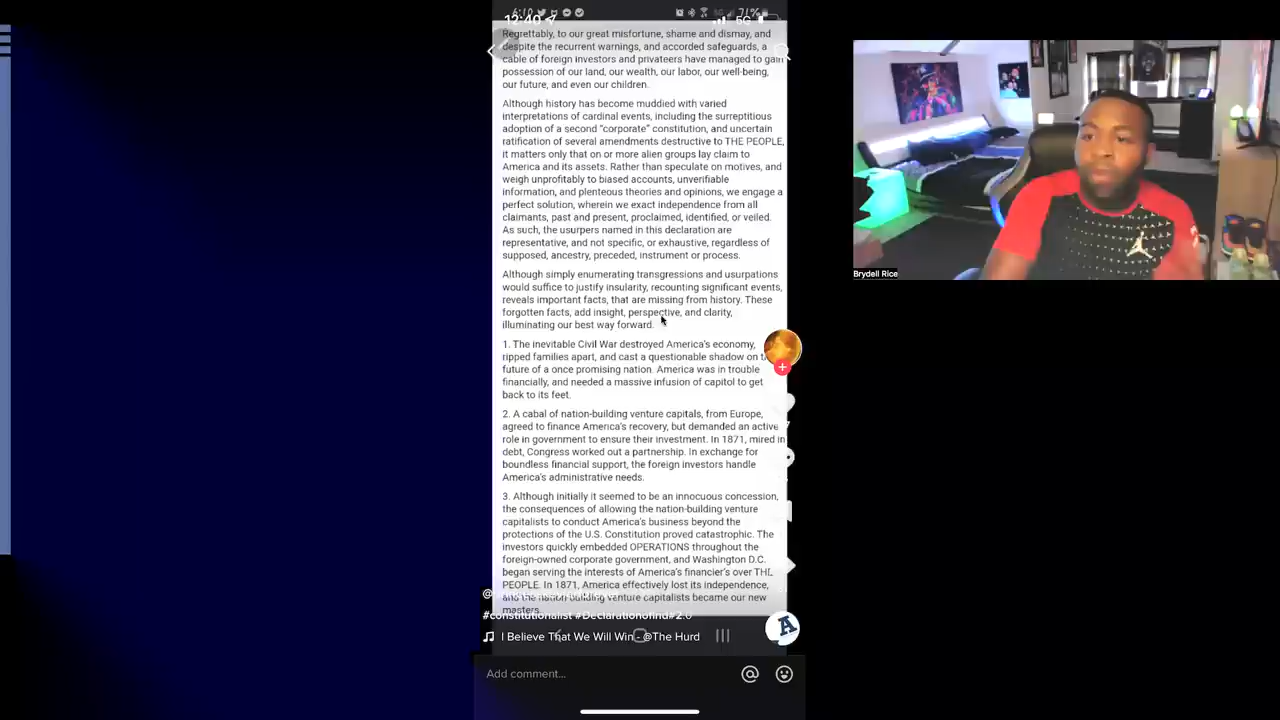 6:10
71%
12:40
5G
Regrettably, to our great misfortune, shame and dismay, and
despite the recurrent warnings, and accorded safeguards, a
cable of foreign investors and privateers have managed to gain
possession of our land, our wealth, our labor, our well-being,
our future, and even our children.
Although history has become muddied with varied
interpretations of cardinal events, including the surreptitious
adoption of a second “corporate” constitution, and uncertain
ratification of several amendments destructive to THE PEOPLE,
it matters only that on or more alien groups lay claim to
America and its assets. Rather than speculate on motives, and
weigh unprofitably to biased accounts, unverifiable
information, and plenteous theories and opinions, we engage a
perfect solution, wherein we exact independence from all
claimants, past and present, proclaimed, identified, or veiled.
As such, the usurpers named in this declaration are
representative, and not specific, or exhaustive, regardless of
supposed, ancestry, preceded, instrument or process.
Although simply enumerating transgressions and usurpations
would suffice to justify insularity, recounting significant events,
reveals important facts, that are missing from history. These
forgotten facts, add insight, perspective, and clarity,
illuminating our best way forward.
1. The inevitable Civil War destroyed America's economy,
ripped families apart, and cast a questionable shadow on
future of a once promising nation. America was in trouble
financially, and needed a massive infusion of capitol to get
back to its feet.
2. A cabal of nation-building venture capitals, from Europe,
agreed to finance America's recovery, but demanded an active
role in government to ensure their investment. In 1871, mired in
debt, Congress worked out a partnership. In exchange for
boundless financial support, the foreign investors handle
America's administrative needs.
3. Although initially it seemed to be an innocuous concession,
the consequences of allowing the nation-building venture
capitalists to conduct America's business beyond the
protections of the U.S. Constitution proved catastrophic. The
investors quickly embedded OPERATIONS throughout the
foreign-owned corporate government, and Washington D.C.
began serving the interests of America's financier's over THE
PEOPLE. In 1871, America effectively lost its independence,
and the nation-building venture capitalists became our new
masters.
#constitutionalist #Declarationofind#2.0
I Believe That We Will Win - @The Hurd
Add comment...
Brydell Rice